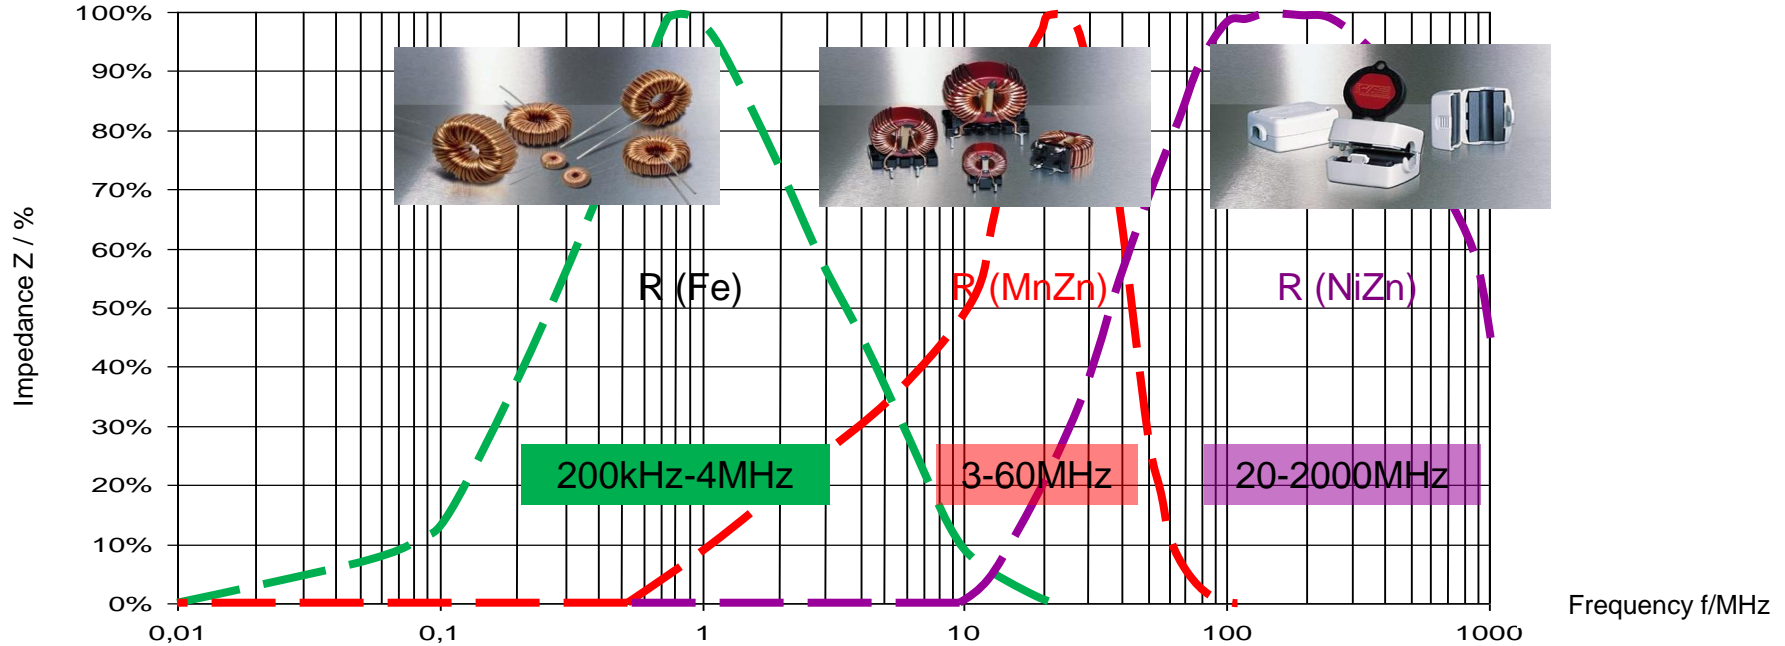 100%
90%
80%
70%
60%
50%
40%
30%
20%
10%
0%
Impedance Z / %
R (Fe)
R (MnZn)
R (NiZn)
200kHz-4MHz
3-60MHz
20-2000MHz
0,01
0,1
1
10
100
1000
Frequency f/MHz